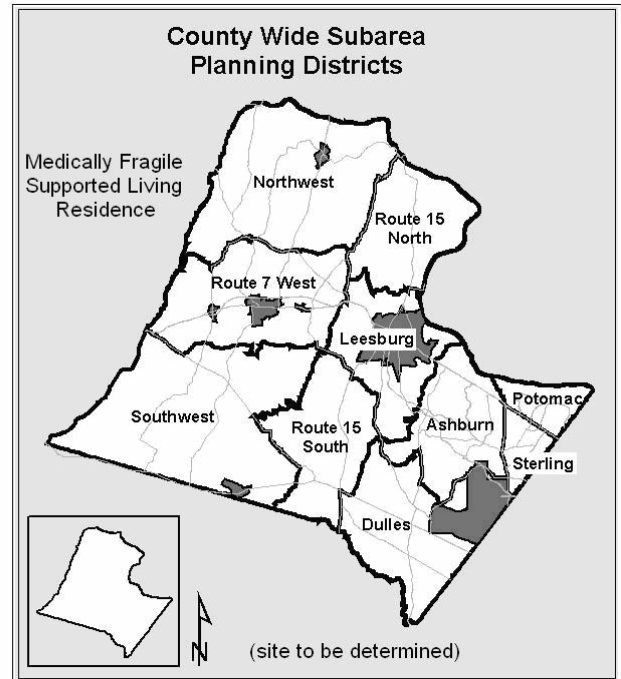 County Wide Subarea
Planning Districts
Medically Fragile
Supported Living
Residence
Northwest
Route 15
North
Route 7 West
Leesburg
Southwest
Route 15
South
Ashburn
Potomac
Sterling
Dulles
N
(site to be determined)